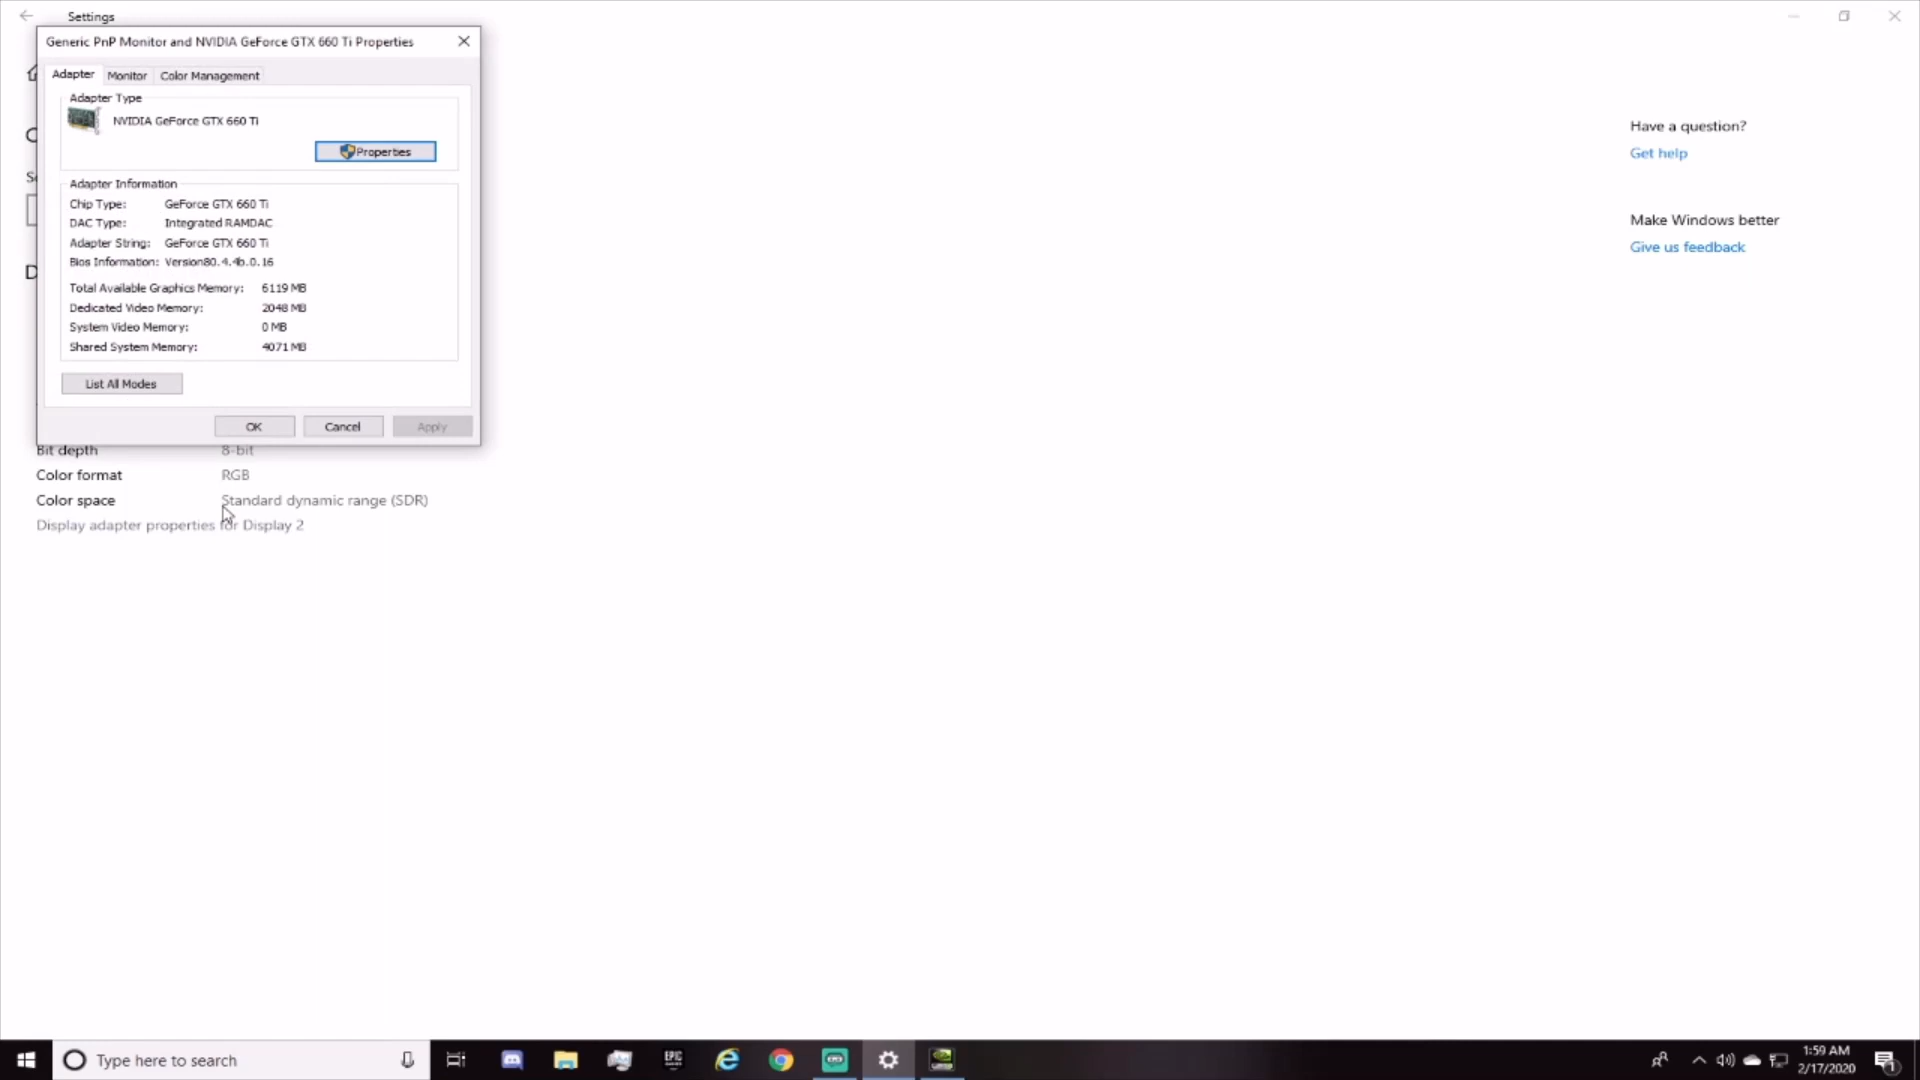 Settings
Generic PnP Monitor and NVIDIA GeForce GTX 660 Ti Properties
Adapter Monitor Color Management
Adapter Type
NVIDIA GeForce GTX 660 Ti
Properties
Adapter Information
Chip Type: GeForce GTX 660 Ti
DAC Type: Integrated RAMDAC
Adapter String: GeForce GTX 660 Ti
Bios Information: Version80.4.4b.0.16
Total Available Graphics Memory: 6119 MB
Dedicated Video Memory: 2048 MB
System Video Memory: 0 MB
Shared System Memory: 4071 MB
List All Modes
OK Cancel Apply
Bit depth 8-bit
Color format RGB
Color space Standard dynamic range (SDR)
Display adapter properties for Display 2
Have a question?
Get help
Make Windows better
Give us feedback
Type here to search
EPIC
1:59 AM
2/17/2020
1